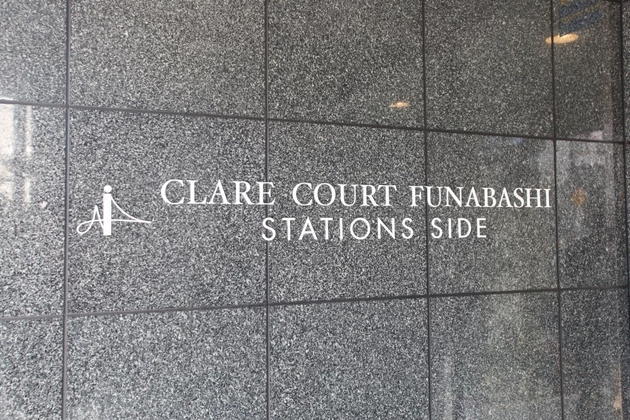 CLARE COURT FUNABASHI
STATIONS SIDE